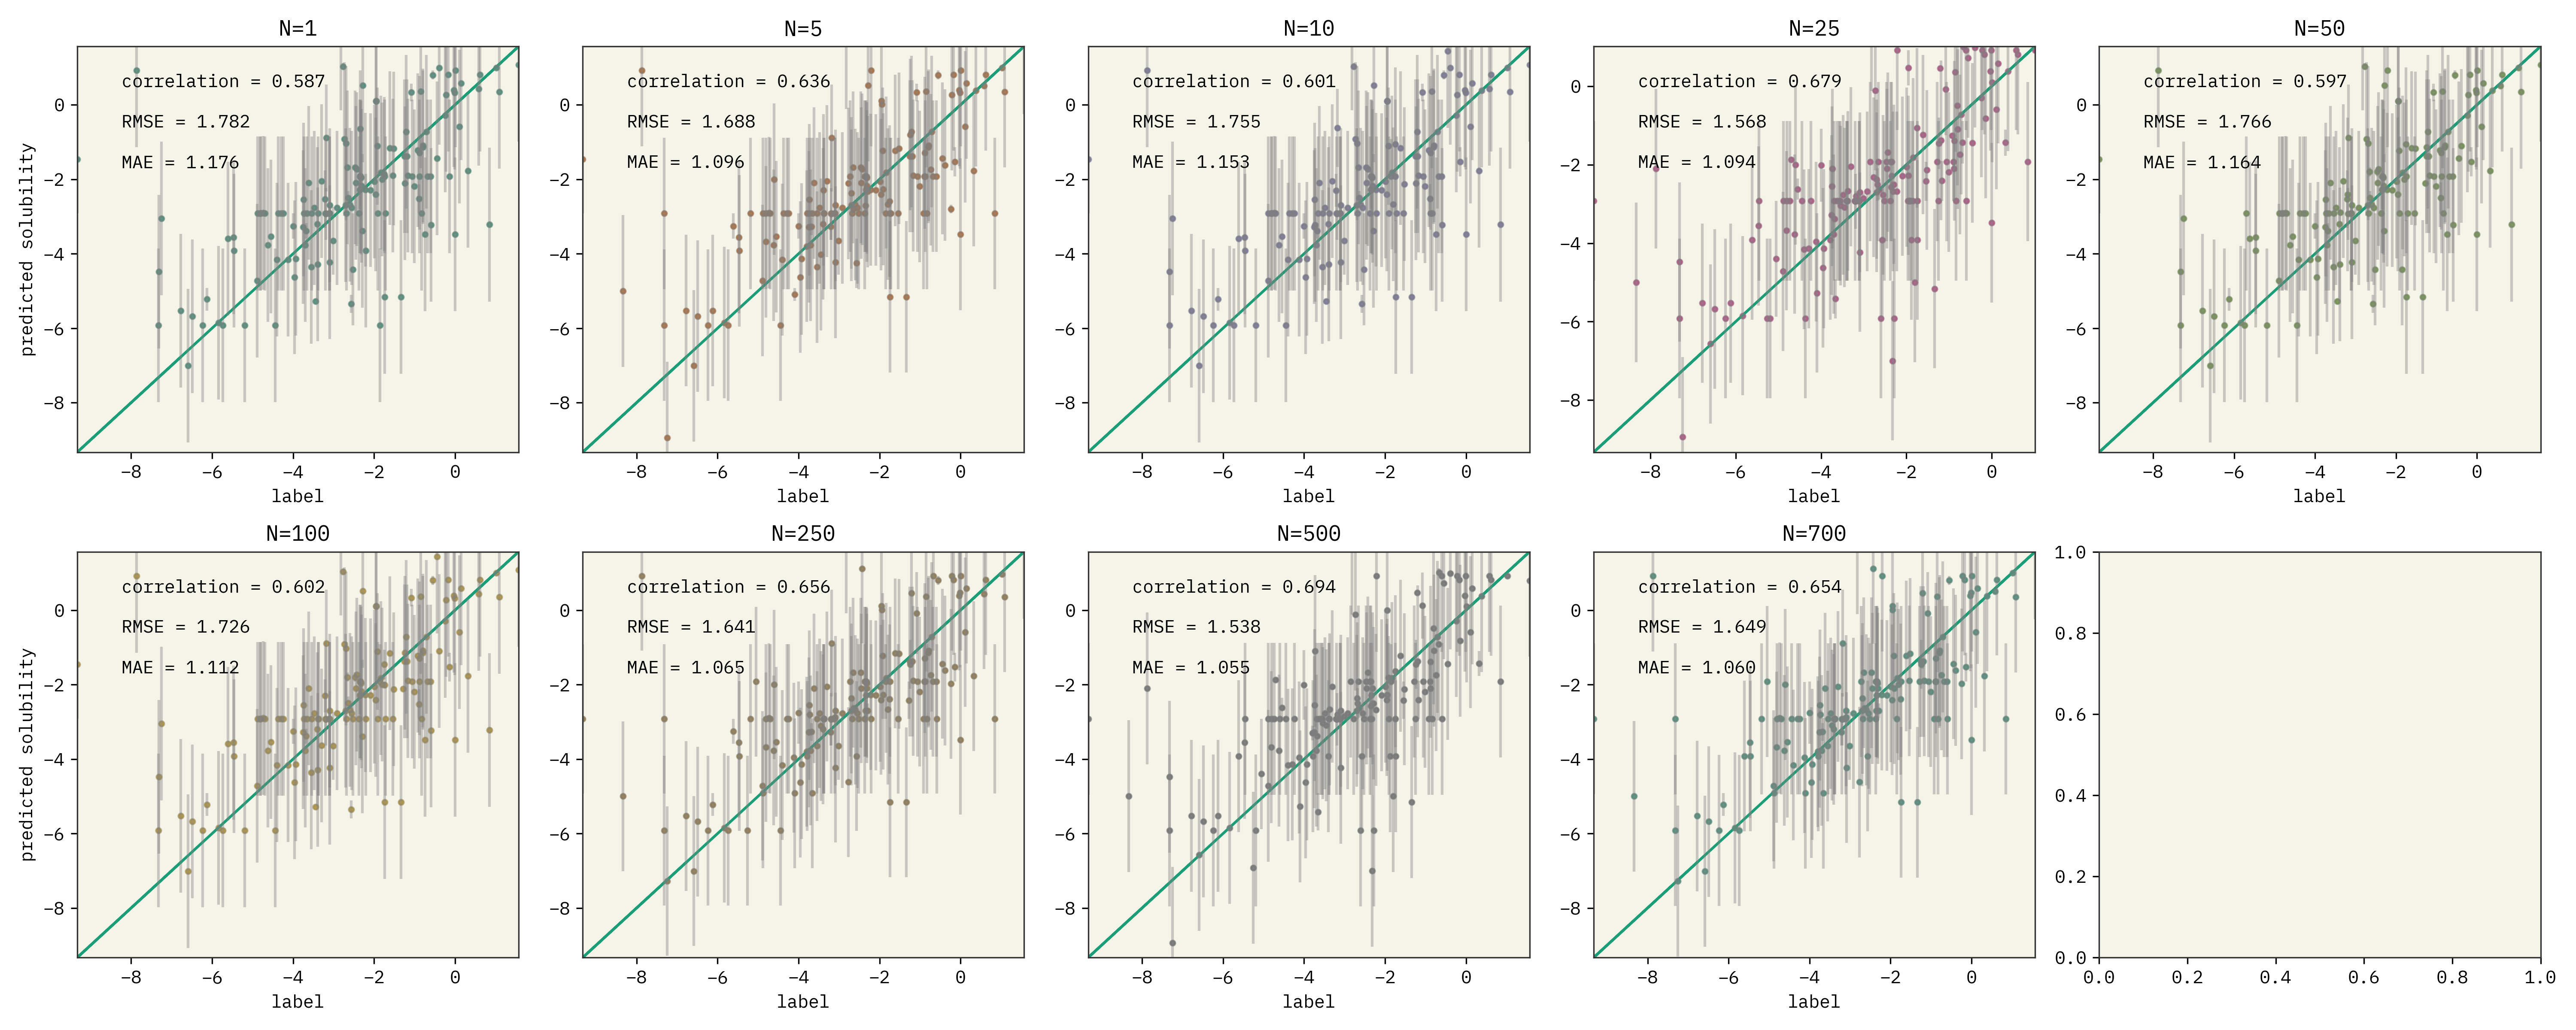 N=1
correlation = 0.587
RMSE = 1.782
MAE = 1.176
predicted solubility
0
−2
−4
−6
−8
−8 −6 −4 −2 0
label
N=5
correlation = 0.636
RMSE = 1.688
MAE = 1.096
0
−2
−4
−6
−8
−8 −6 −4 −2 0
label
N=10
correlation = 0.601
RMSE = 1.755
MAE = 1.153
0
−2
−4
−6
−8
−8 −6 −4 −2 0
label
N=25
correlation = 0.679
RMSE = 1.568
MAE = 1.094
0
−2
−4
−6
−8
−8 −6 −4 −2 0
label
N=50
correlation = 0.597
RMSE = 1.766
MAE = 1.164
0
−2
−4
−6
−8
−8 −6 −4 −2 0
label
N=100
correlation = 0.602
RMSE = 1.726
MAE = 1.112
predicted solubility
0
−2
−4
−6
−8
−8 −6 −4 −2 0
label
N=250
correlation = 0.656
RMSE = 1.641
MAE = 1.065
0
−2
−4
−6
−8
−8 −6 −4 −2 0
label
N=500
correlation = 0.694
RMSE = 1.538
MAE = 1.055
0
−2
−4
−6
−8
−8 −6 −4 −2 0
label
N=700
correlation = 0.654
RMSE = 1.649
MAE = 1.060
0
−2
−4
−6
−8
−8 −6 −4 −2 0
label
1.0
0.8
0.6
0.4
0.2
0.0
0.0 0.2 0.4 0.6 0.8 1.0